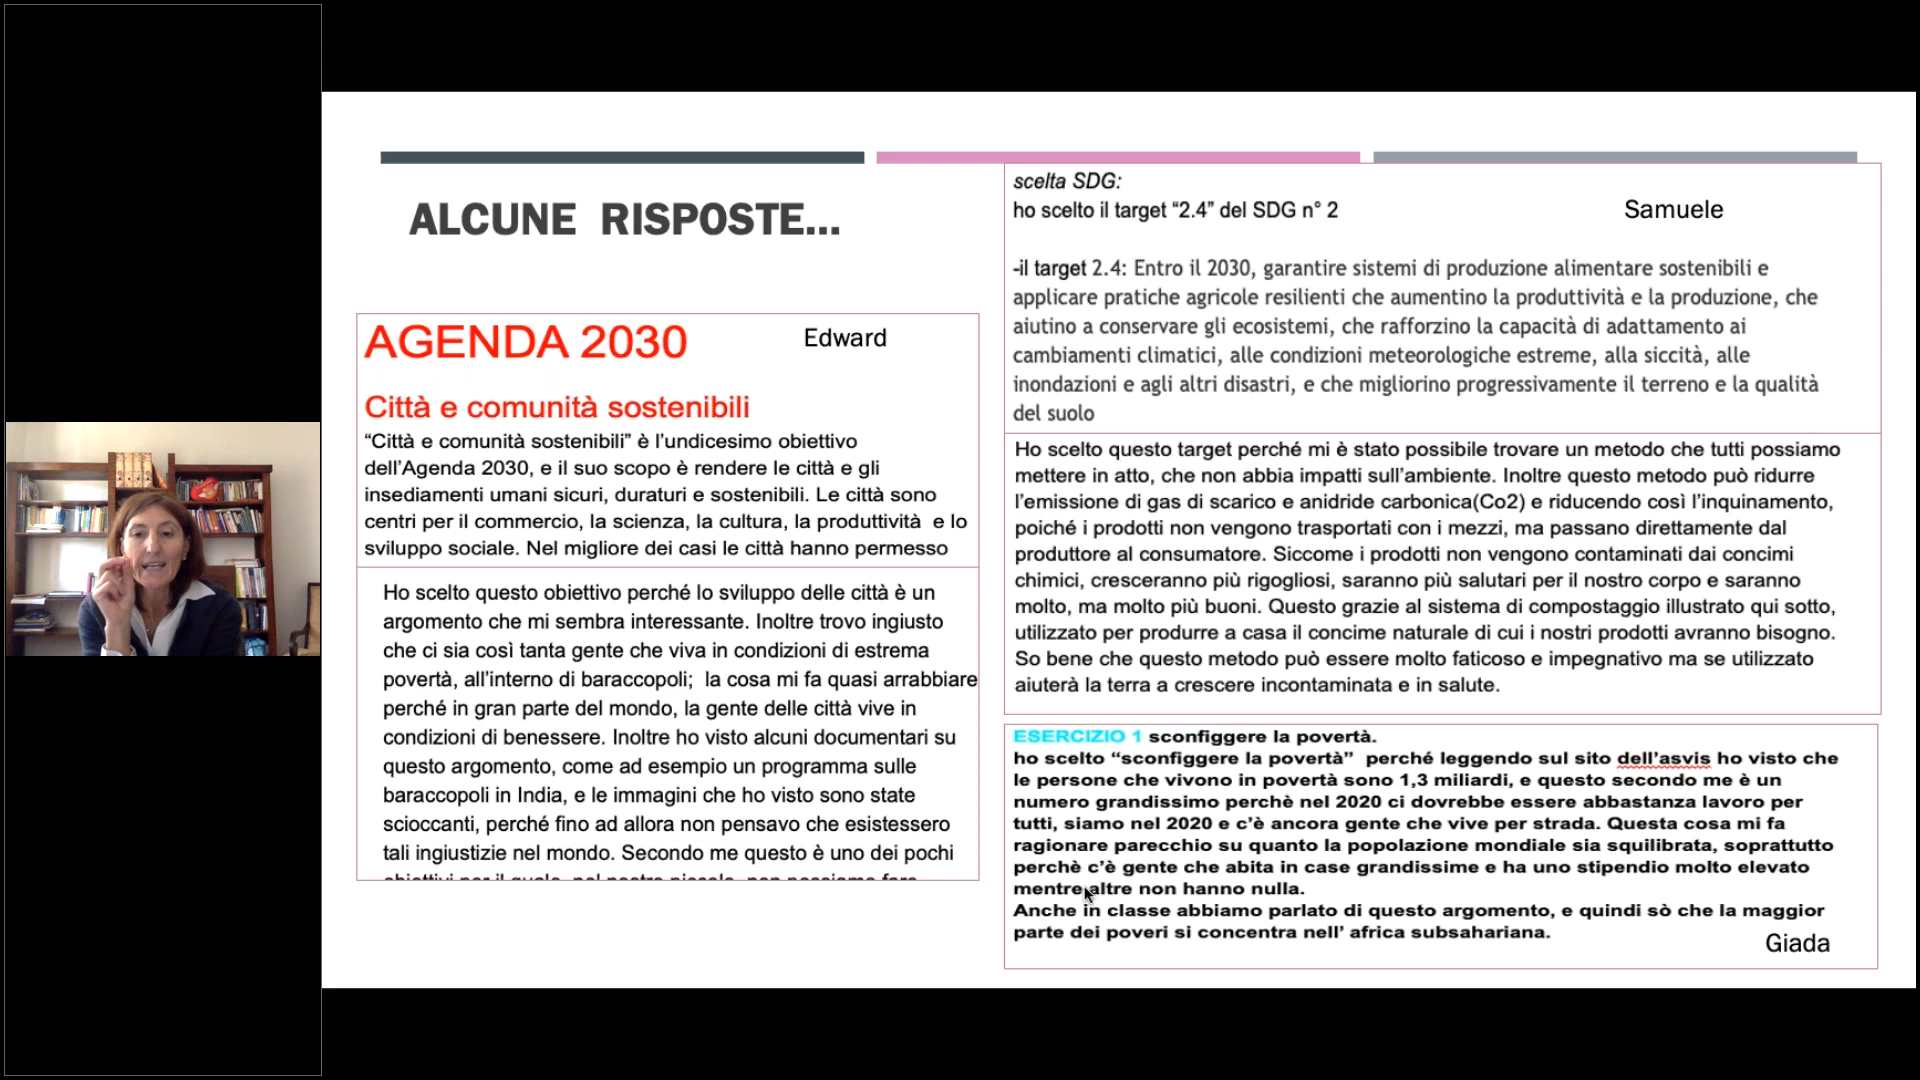 ALCUNE RISPOSTE...
AGENDA 2030
Edward
Città e comunità sostenibili
“Città e comunità sostenibili” è l’undicesimo obiettivo
dell’Agenda 2030, e il suo scopo è rendere le città e gli
insediamenti umani sicuri, duraturi e sostenibili. Le città sono
centri per il commercio, la scienza, la cultura, la produttività e lo
sviluppo sociale. Nel migliore dei casi le città hanno permesso
Ho scelto questo obiettivo perché lo sviluppo delle città è un
argomento che mi sembra interessante. Inoltre trovo ingiusto
che ci sia così tanta gente che viva in condizioni di estrema
povertà, all’interno di baraccopoli; la cosa mi fa quasi arrabbiare
perché in gran parte del mondo, la gente delle città vive in
condizioni di benessere. Inoltre ho visto alcuni documentari su
questo argomento, come ad esempio un programma sulle
baraccopoli in India, e le immagini che ho visto sono state
scioccanti, perché fino ad allora non pensavo che esistessero
tali ingiustizie nel mondo. Secondo me questo è uno dei pochi
scelta SDG:
ho scelto il target “2.4” del SDG n° 2
Samuele
-il target 2.4: Entro il 2030, garantire sistemi di produzione alimentare sostenibili e
applicare pratiche agricole resilienti che aumentino la produttività e la produzione, che
aiutino a conservare gli ecosistemi, che rafforzino la capacità di adattamento ai
cambiamenti climatici, alle condizioni meteorologiche estreme, alla siccità, alle
inondazioni e agli altri disastri, e che migliorino progressivamente il terreno e la qualità
del suolo
Ho scelto questo target perché mi è stato possibile trovare un metodo che tutti possiamo
mettere in atto, che non abbia impatti sull’ambiente. Inoltre questo metodo può ridurre
l’emissione di gas di scarico e anidride carbonica(Co2) e riducendo così l’inquinamento,
poiché i prodotti non vengono trasportati con i mezzi, ma passano direttamente dal
produttore al consumatore. Siccome i prodotti non vengono contaminati dai concimi
chimici, cresceranno più rigogliosi, saranno più salutari per il nostro corpo e saranno
molto, ma molto più buoni. Questo grazie al sistema di compostaggio illustrato qui sotto,
utilizzato per produrre a casa il concime naturale di cui i nostri prodotti avranno bisogno.
So bene che questo metodo può essere molto faticoso e impegnativo ma se utilizzato
aiuterà la terra a crescere incontaminata e in salute.
ESERCIZIO 1 sconfiggere la povertà.
ho scelto “sconfiggere la povertà” perché leggendo sul sito dell’asvis ho visto che
le persone che vivono in povertà sono 1,3 miliardi, e questo secondo me è un
numero grandissimo perchè nel 2020 ci dovrebbe essere abbastanza lavoro per
tutti, siamo nel 2020 e c’è ancora gente che vive per strada. Questa cosa mi fa
ragionare parecchio su quanto la popolazione mondiale sia squilibrata, soprattutto
perchè c’è gente che abita in case grandissime e ha uno stipendio molto elevato
mentre altre non hanno nulla.
Anche in classe abbiamo parlato di questo argomento, e quindi sò che la maggior
parte dei poveri si concentra nell’ africa subsahariana.
Giada